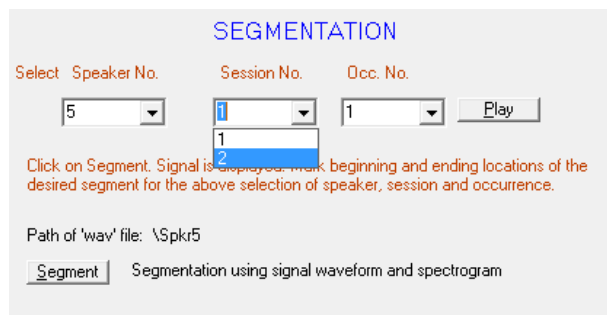 SEGMENTATION
Select Speaker No. Session No. Occ. No.
5 1 1 Play
1
2
Click on Segment. Signal is displayed. Mark beginning and ending locations of the
desired segment for the above selection of speaker, session and occurrence.
Path of 'wav' file: \Spkr5
Segment Segmentation using signal waveform and spectrogram